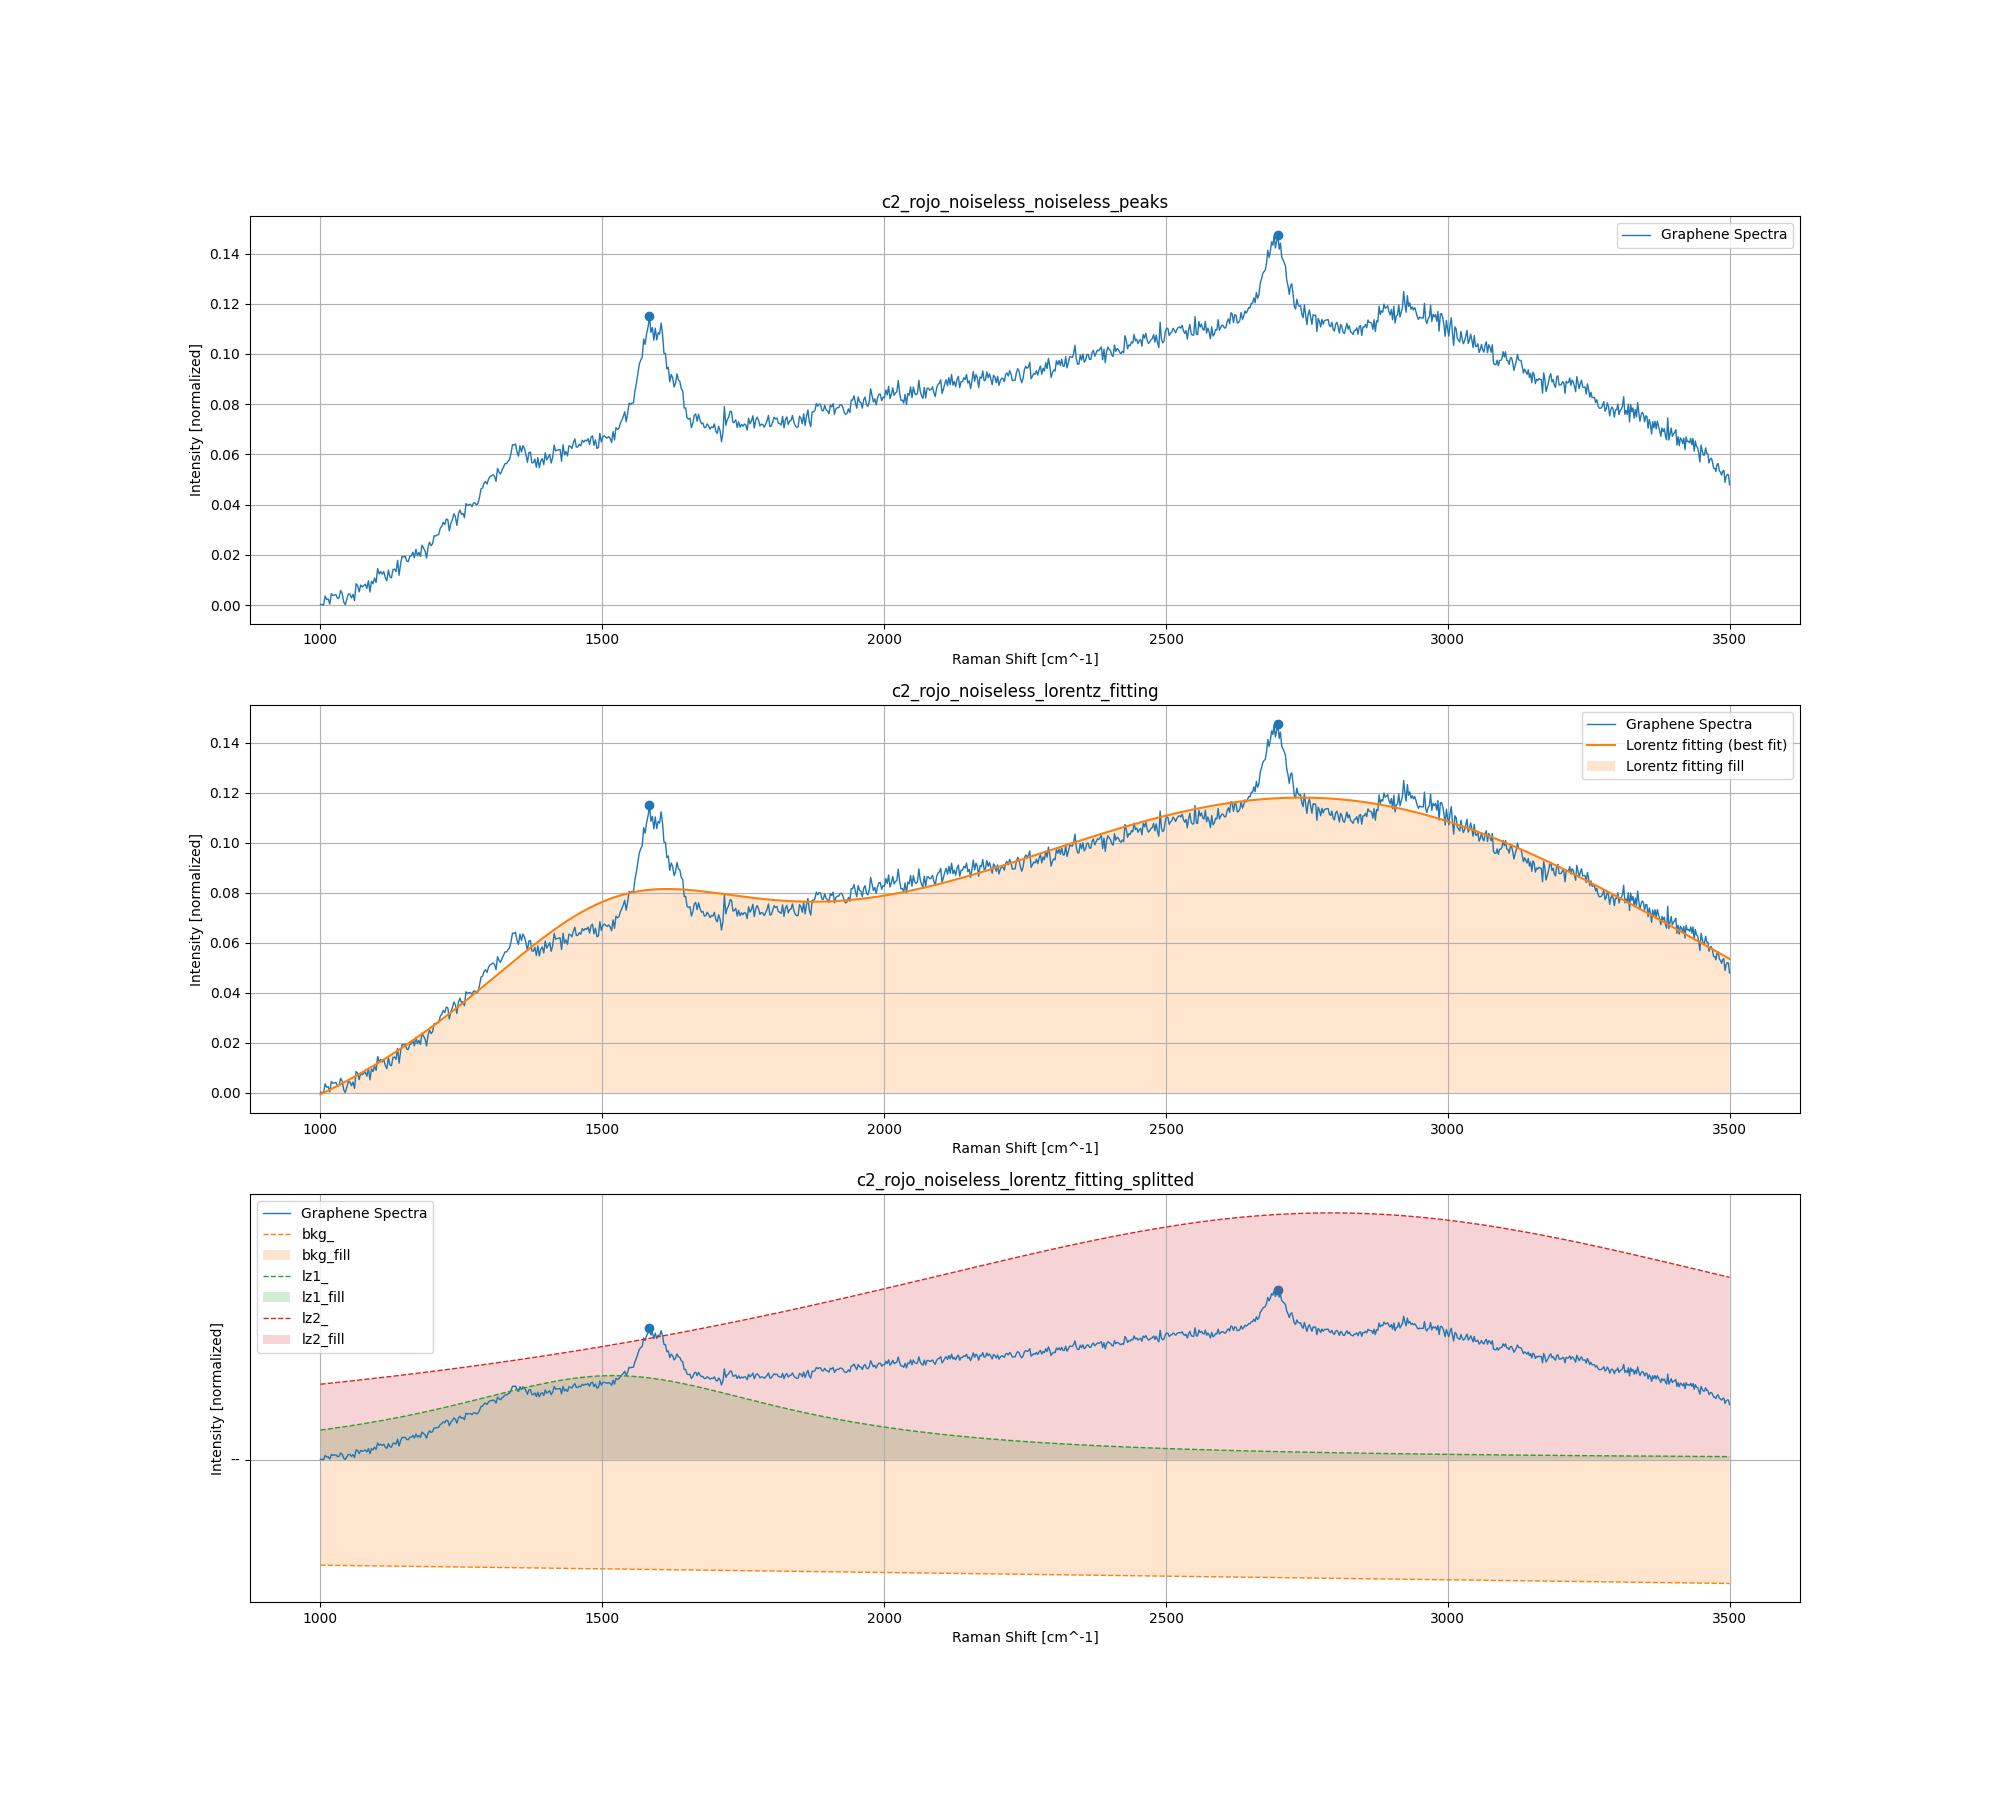 c2_rojo_noiseless_noiseless_peaks
Graphene Spectra
Intensity [normalized]
0.14
0.12
0.10
0.08
0.06
0.04
0.02
0.00
1000 1500 2000 2500 3000 3500
Raman Shift [cm^-1]
c2_rojo_noiseless_lorentz_fitting
Graphene Spectra
Lorentz fitting (best fit)
Lorentz fitting fill
Intensity [normalized]
0.14
0.12
0.10
0.08
0.06
0.04
0.02
0.00
1000 1500 2000 2500 3000 3500
Raman Shift [cm^-1]
c2_rojo_noiseless_lorentz_fitting_splitted
Graphene Spectra
bkg_
bkg_fill
lz1_
lz1_fill
lz2_
lz2_fill
Intensity [normalized]
--
1000 1500 2000 2500 3000 3500
Raman Shift [cm^-1]